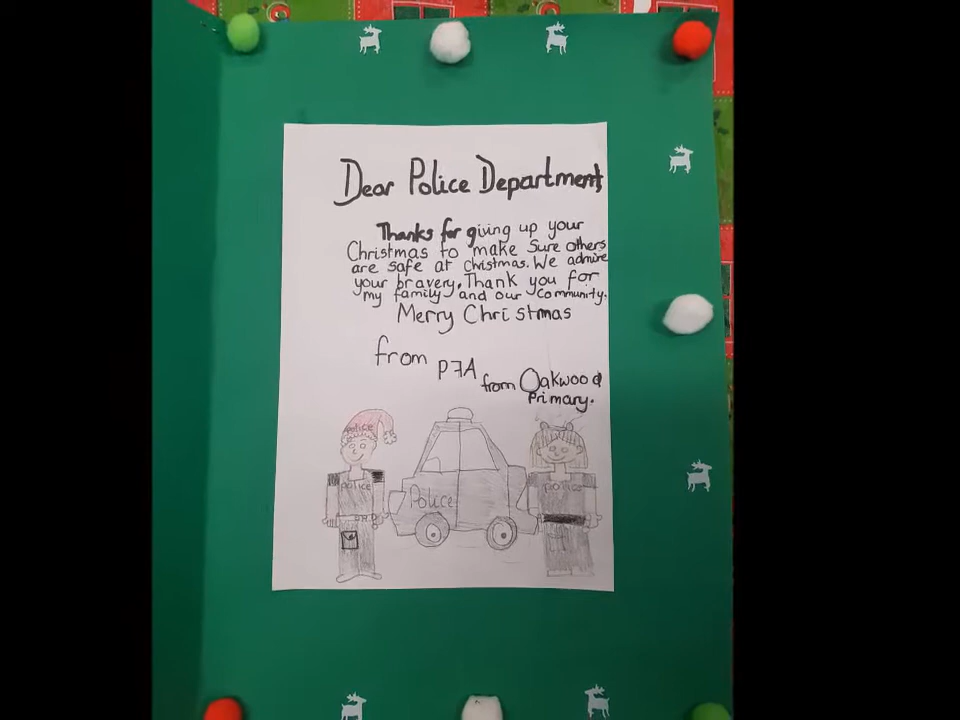 Dear Police Department
Thanks for giving up your
Christmas to make sure others
are safe at Christmas. We admire
your bravery. Thank you for
my family and our community.
Merry Christmas
from P7A
from Oakwood
Primary.
police
police
Police
police